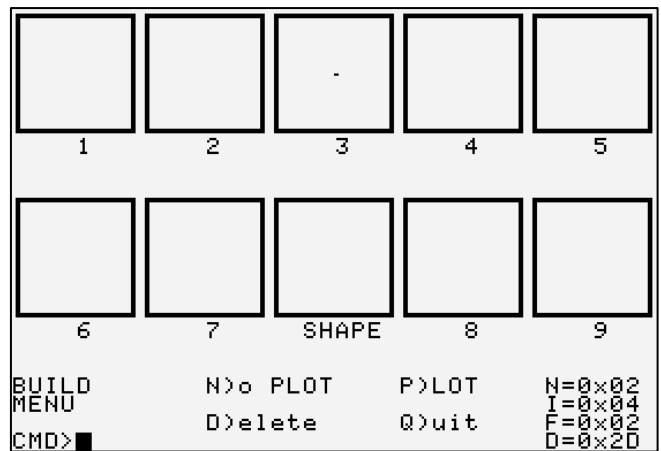 1 2 3 4 5
6 7 SHAPE 8 9
BUILD N)o PLOT P)LOT N=0x02
MENU I=0x04
D)elete Q)uit F=0x02
CMD> D=0x2D